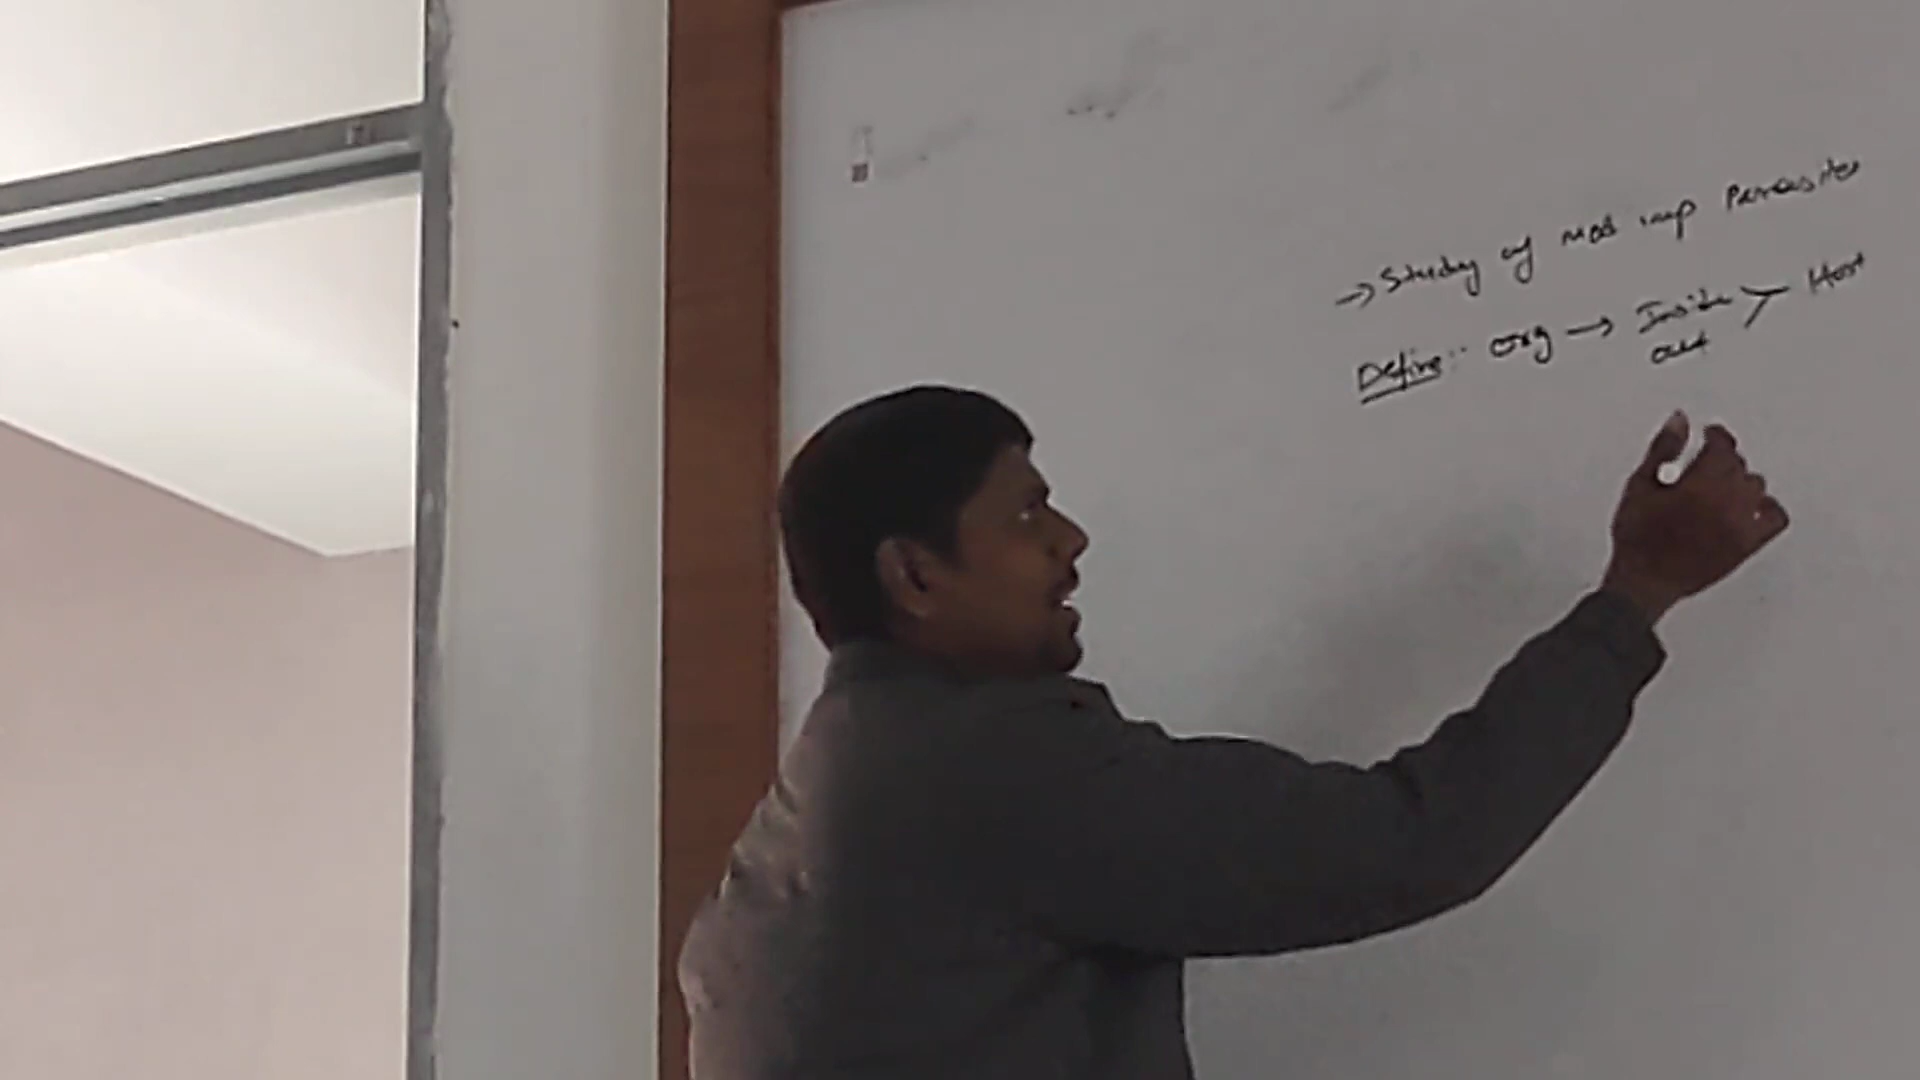 → Study of Med imp Parasites
Define:- Org → Inside > Host
out